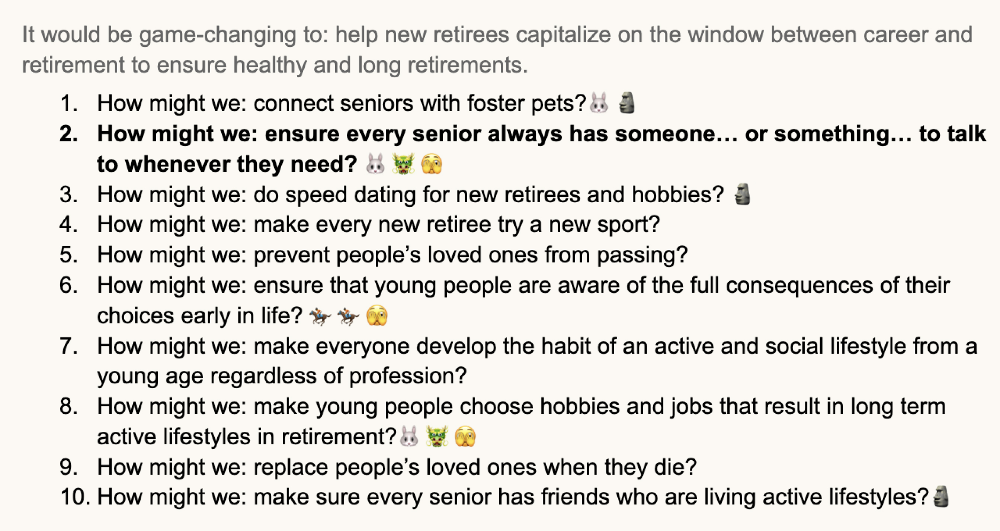 It would be game-changing to: help new retirees capitalize on the window between career and
retirement to ensure healthy and long retirements.
1. How might we: connect seniors with foster pets?🐰 🗿
2. How might we: ensure every senior always has someone… or something… to talk
to whenever they need? 🐰 🐲 🫣
3. How might we: do speed dating for new retirees and hobbies? 🗿
4. How might we: make every new retiree try a new sport?
5. How might we: prevent people’s loved ones from passing?
6. How might we: ensure that young people are aware of the full consequences of their
choices early in life? 🏇 🏇 🫣
7. How might we: make everyone develop the habit of an active and social lifestyle from a
young age regardless of profession?
8. How might we: make young people choose hobbies and jobs that result in long term
active lifestyles in retirement?🐰 🐲 🫣
9. How might we: replace people’s loved ones when they die?
10. How might we: make sure every senior has friends who are living active lifestyles?🗿